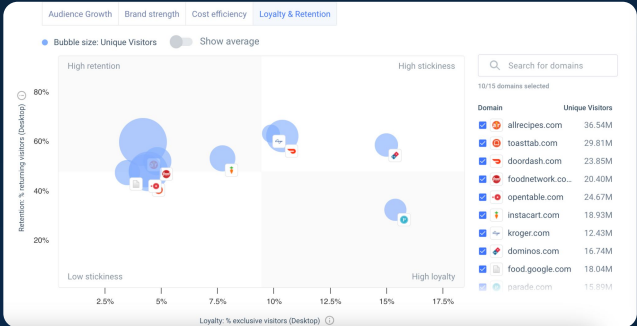 Audience Growth Brand strength Cost efficiency Loyalty & Retention
Bubble size: Unique Visitors Show average
High retention High stickiness
Search for domains
10/15 domains selected
Domain Unique Visitors
allrecipes.com 36.54M
toasttab.com 29.81M
doordash.com 23.85M
foodnetwork.co... 20.40M
opentable.com 24.67M
instacart.com 18.93M
kroger.com 12.43M
dominos.com 16.74M
food.google.com 18.04M
parade.com 15.89M
Retention: % returning visitors (Desktop)
80%
60%
40%
20%
Low stickiness High loyalty
2.5% 5% 7.5% 10% 12.5% 15% 17.5%
Loyalty: % exclusive visitors (Desktop)